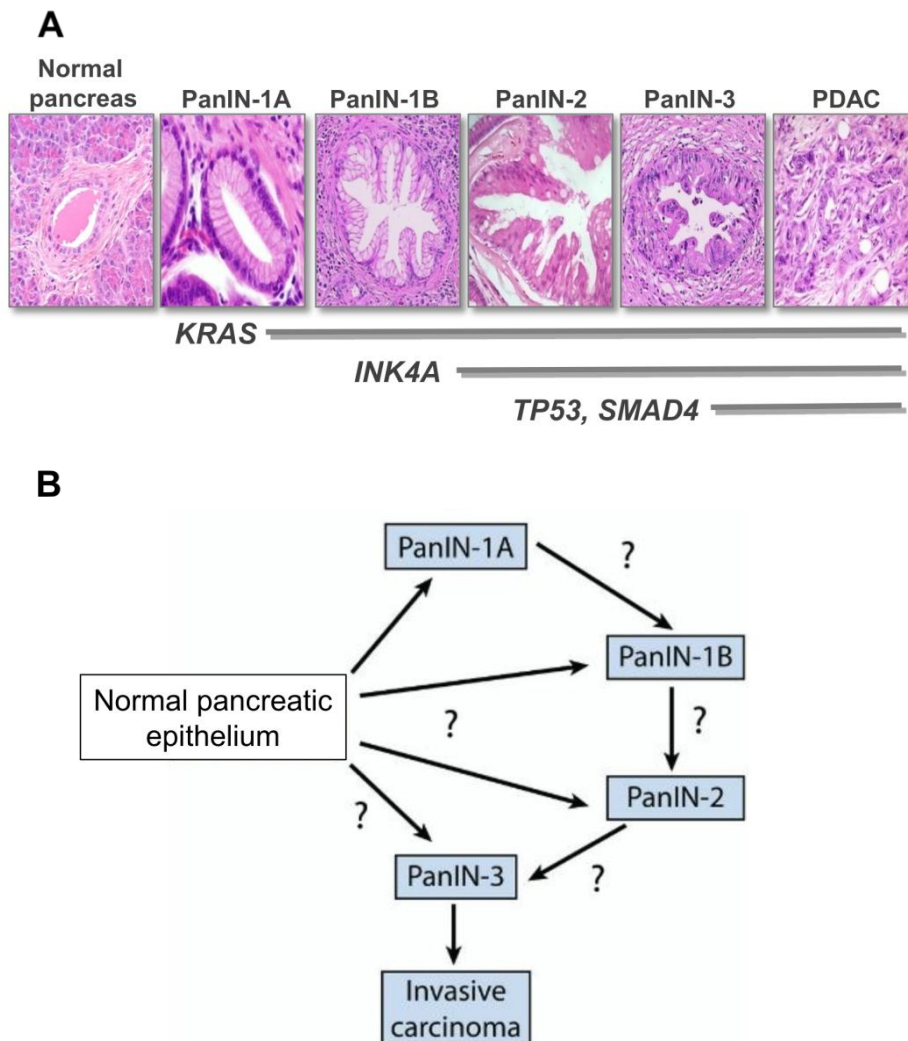 A
Normal
pancreas
PanIN-1A
PanIN-1B
PanIN-2
PanIN-3
PDAC
KRAS
INK4A
TP53, SMAD4
B
PanIN-1A
?
PanIN-1B
Normal pancreatic
epithelium
?
?
PanIN-2
?
?
PanIN-3
Invasive
carcinoma